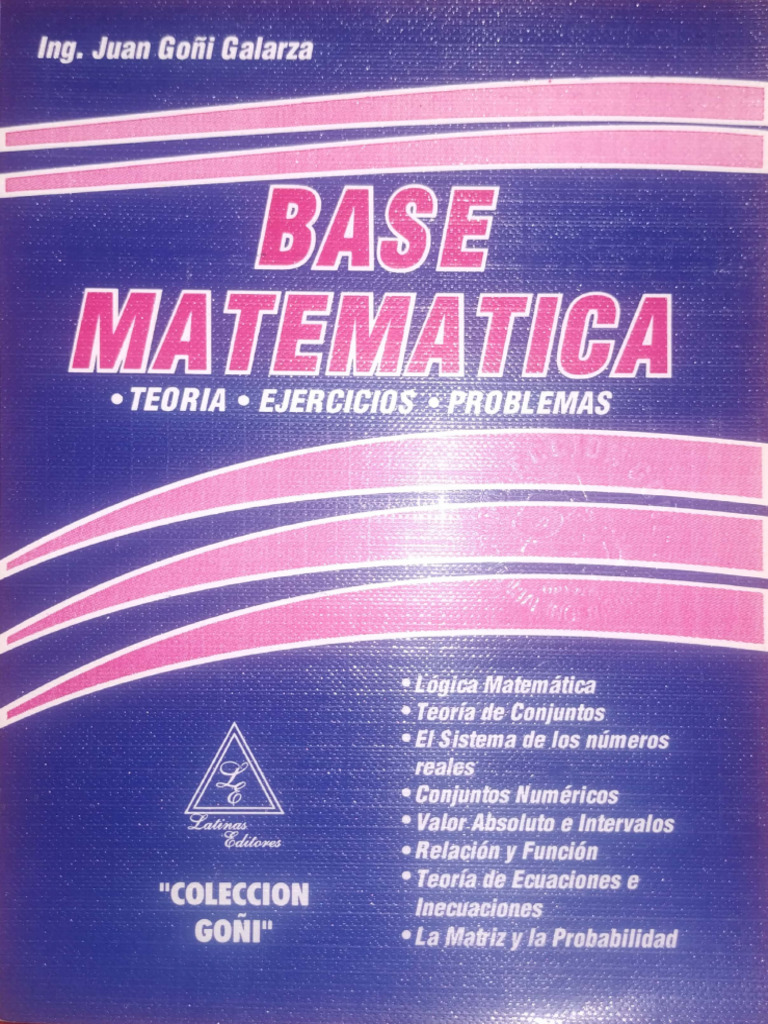 Ing. Juan Goñi Galarza
BASE
MATEMATICA
• TEORIA • EJERCICIOS • PROBLEMAS
• Lógica Matemática
• Teoría de Conjuntos
• El Sistema de los números
reales
• Conjuntos Numéricos
• Valor Absoluto e Intervalos
• Relación y Función
• Teoría de Ecuaciones e
Inecuaciones
• La Matriz y la Probabilidad
LE
Latinas
Editores
"COLECCION
GOÑI"